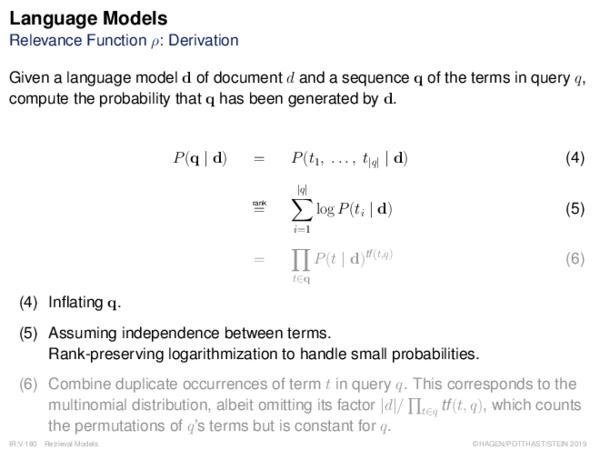 Language Models
Relevance Function ρ: Derivation
Given a language model d of document d and a sequence q of the terms in query q,
compute the probability that q has been generated by d.
P(q | d) = P(t₁, …, t|q| | d) (4)
rank= ∑_{i=1}^{|q|} log P(tᵢ | d) (5)
= ∏_{t∈q} P(t | d)^{tf(t,q)} (6)
(4) Inflating q.
(5) Assuming independence between terms.
Rank-preserving logarithmization to handle small probabilities.
(6) Combine duplicate occurrences of term t in query q. This corresponds to the
multinomial distribution, albeit omitting its factor |d|/ ∏_{t∈q} tf(t, q), which counts
the permutations of q's terms but is constant for q.
IR:V-180 Retrieval Models ©HAGEN/POTTHAST/STEIN 2019